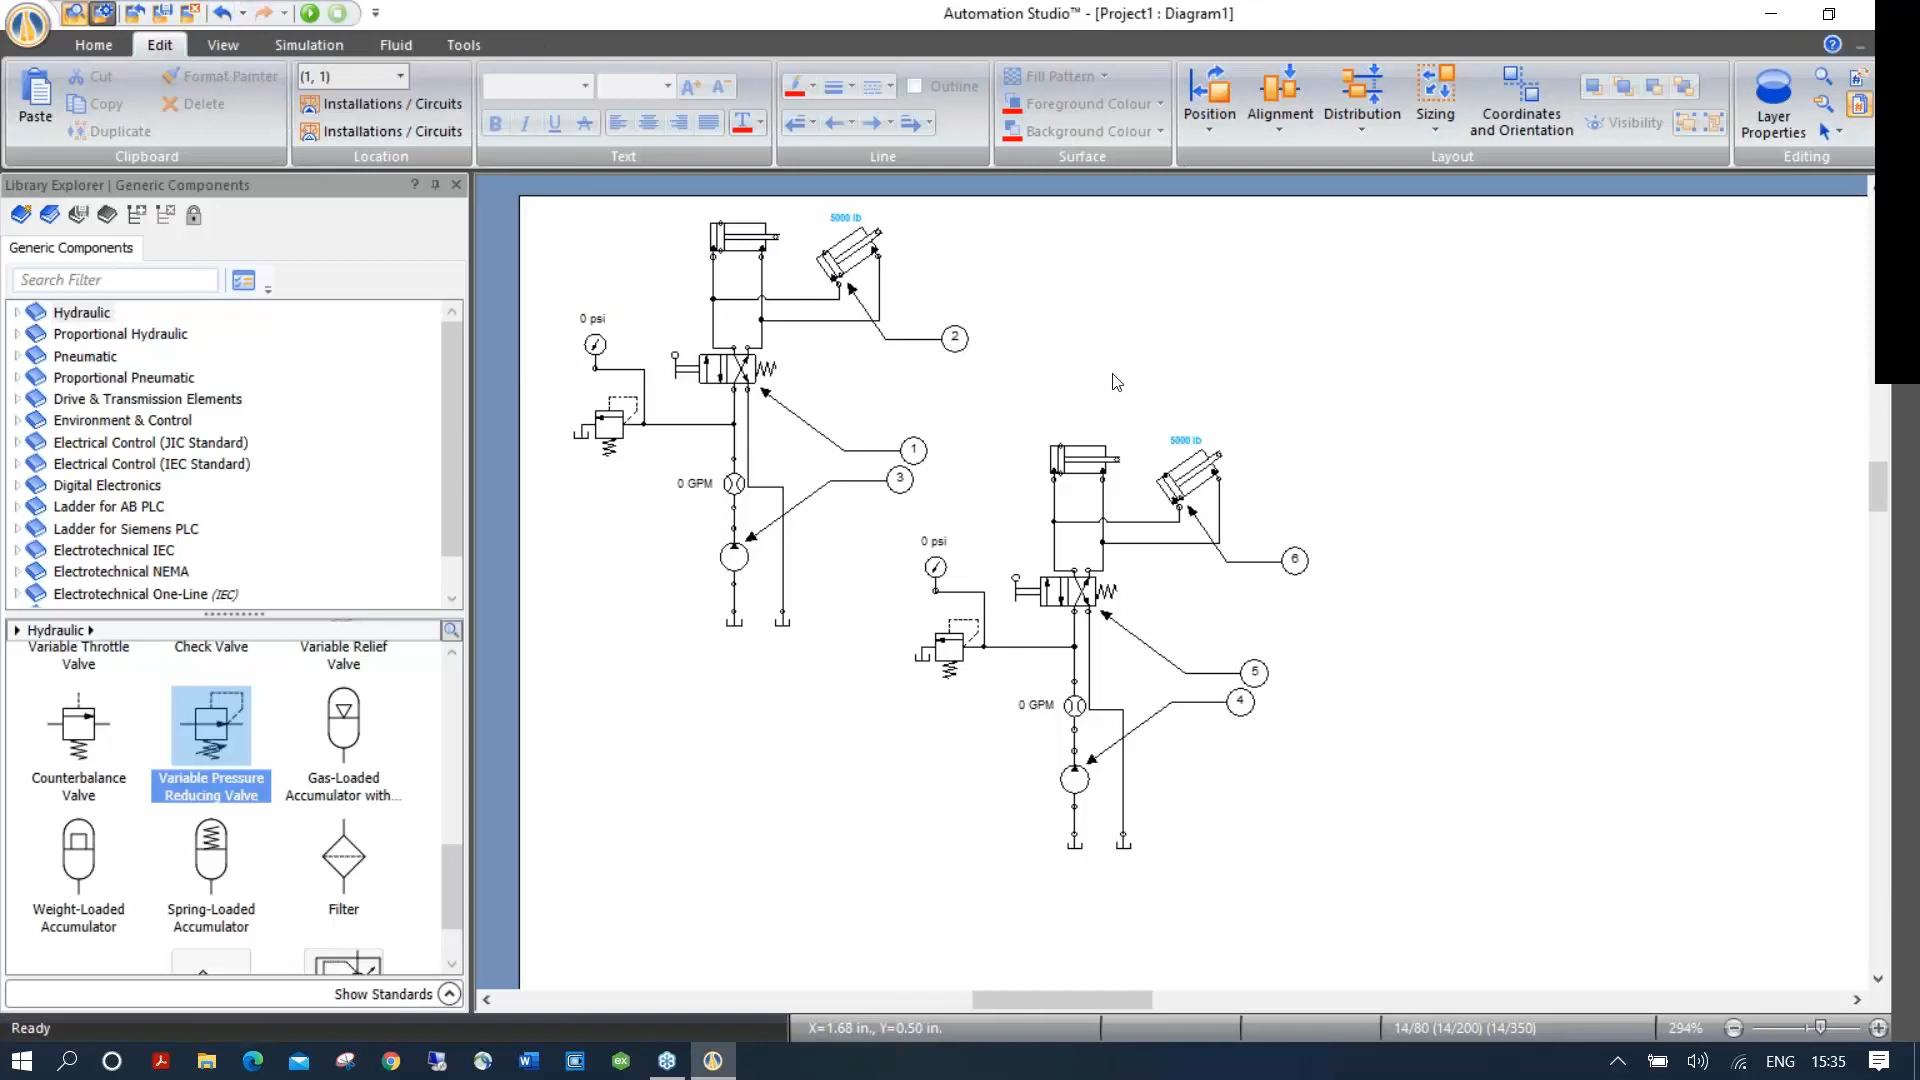 Automation Studio™ - [Project1 : Diagram1]
Home Edit View Simulation Fluid Tools
Paste
Cut
Copy
Duplicate
Format Painter
Delete
Clipboard
(1, 1)
Installations / Circuits
Installations / Circuits
Location
A+ A-
B I U A
T
Text
Outline
Line
Fill Pattern
Foreground Colour
Background Colour
Surface
Position
Alignment
Distribution
Sizing
Coordinates
and Orientation
Visibility
Layout
Layer
Properties
Editing
Library Explorer | Generic Components
Generic Components
Search Filter
Hydraulic
Proportional Hydraulic
Pneumatic
Proportional Pneumatic
Drive & Transmission Elements
Environment & Control
Electrical Control (JIC Standard)
Electrical Control (IEC Standard)
Digital Electronics
Ladder for AB PLC
Ladder for Siemens PLC
Electrotechnical IEC
Electrotechnical NEMA
Electrotechnical One-Line (IEC)
Hydraulic
Variable Throttle
Valve
Check Valve
Variable Relief
Valve
Counterbalance
Valve
Variable Pressure
Reducing Valve
Gas-Loaded
Accumulator with...
Weight-Loaded
Accumulator
Spring-Loaded
Accumulator
Filter
Show Standards
5000 lb
0 psi
2
1
3
0 GPM
5000 lb
0 psi
6
5
4
0 GPM
Ready
X=1.68 in., Y=0.50 in.
14/80 (14/200) (14/350)
294%
ex
ENG
15:35